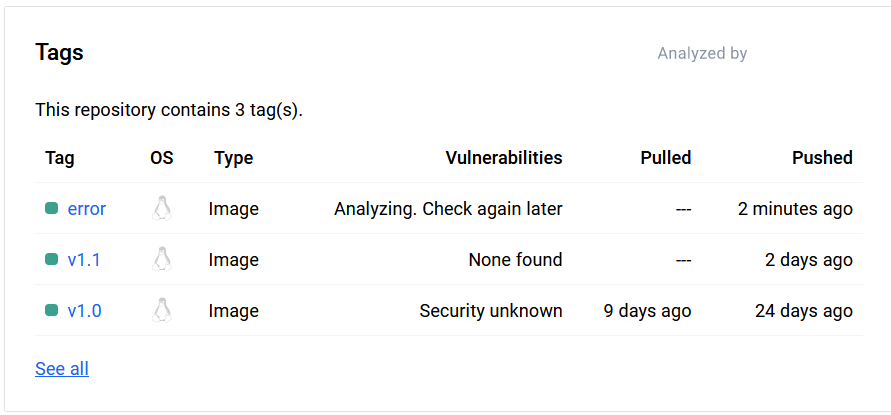 Tags
Analyzed by
This repository contains 3 tag(s).
Tag OS Type Vulnerabilities Pulled Pushed
error Image Analyzing. Check again later --- 2 minutes ago
v1.1 Image None found --- 2 days ago
v1.0 Image Security unknown 9 days ago 24 days ago
See all